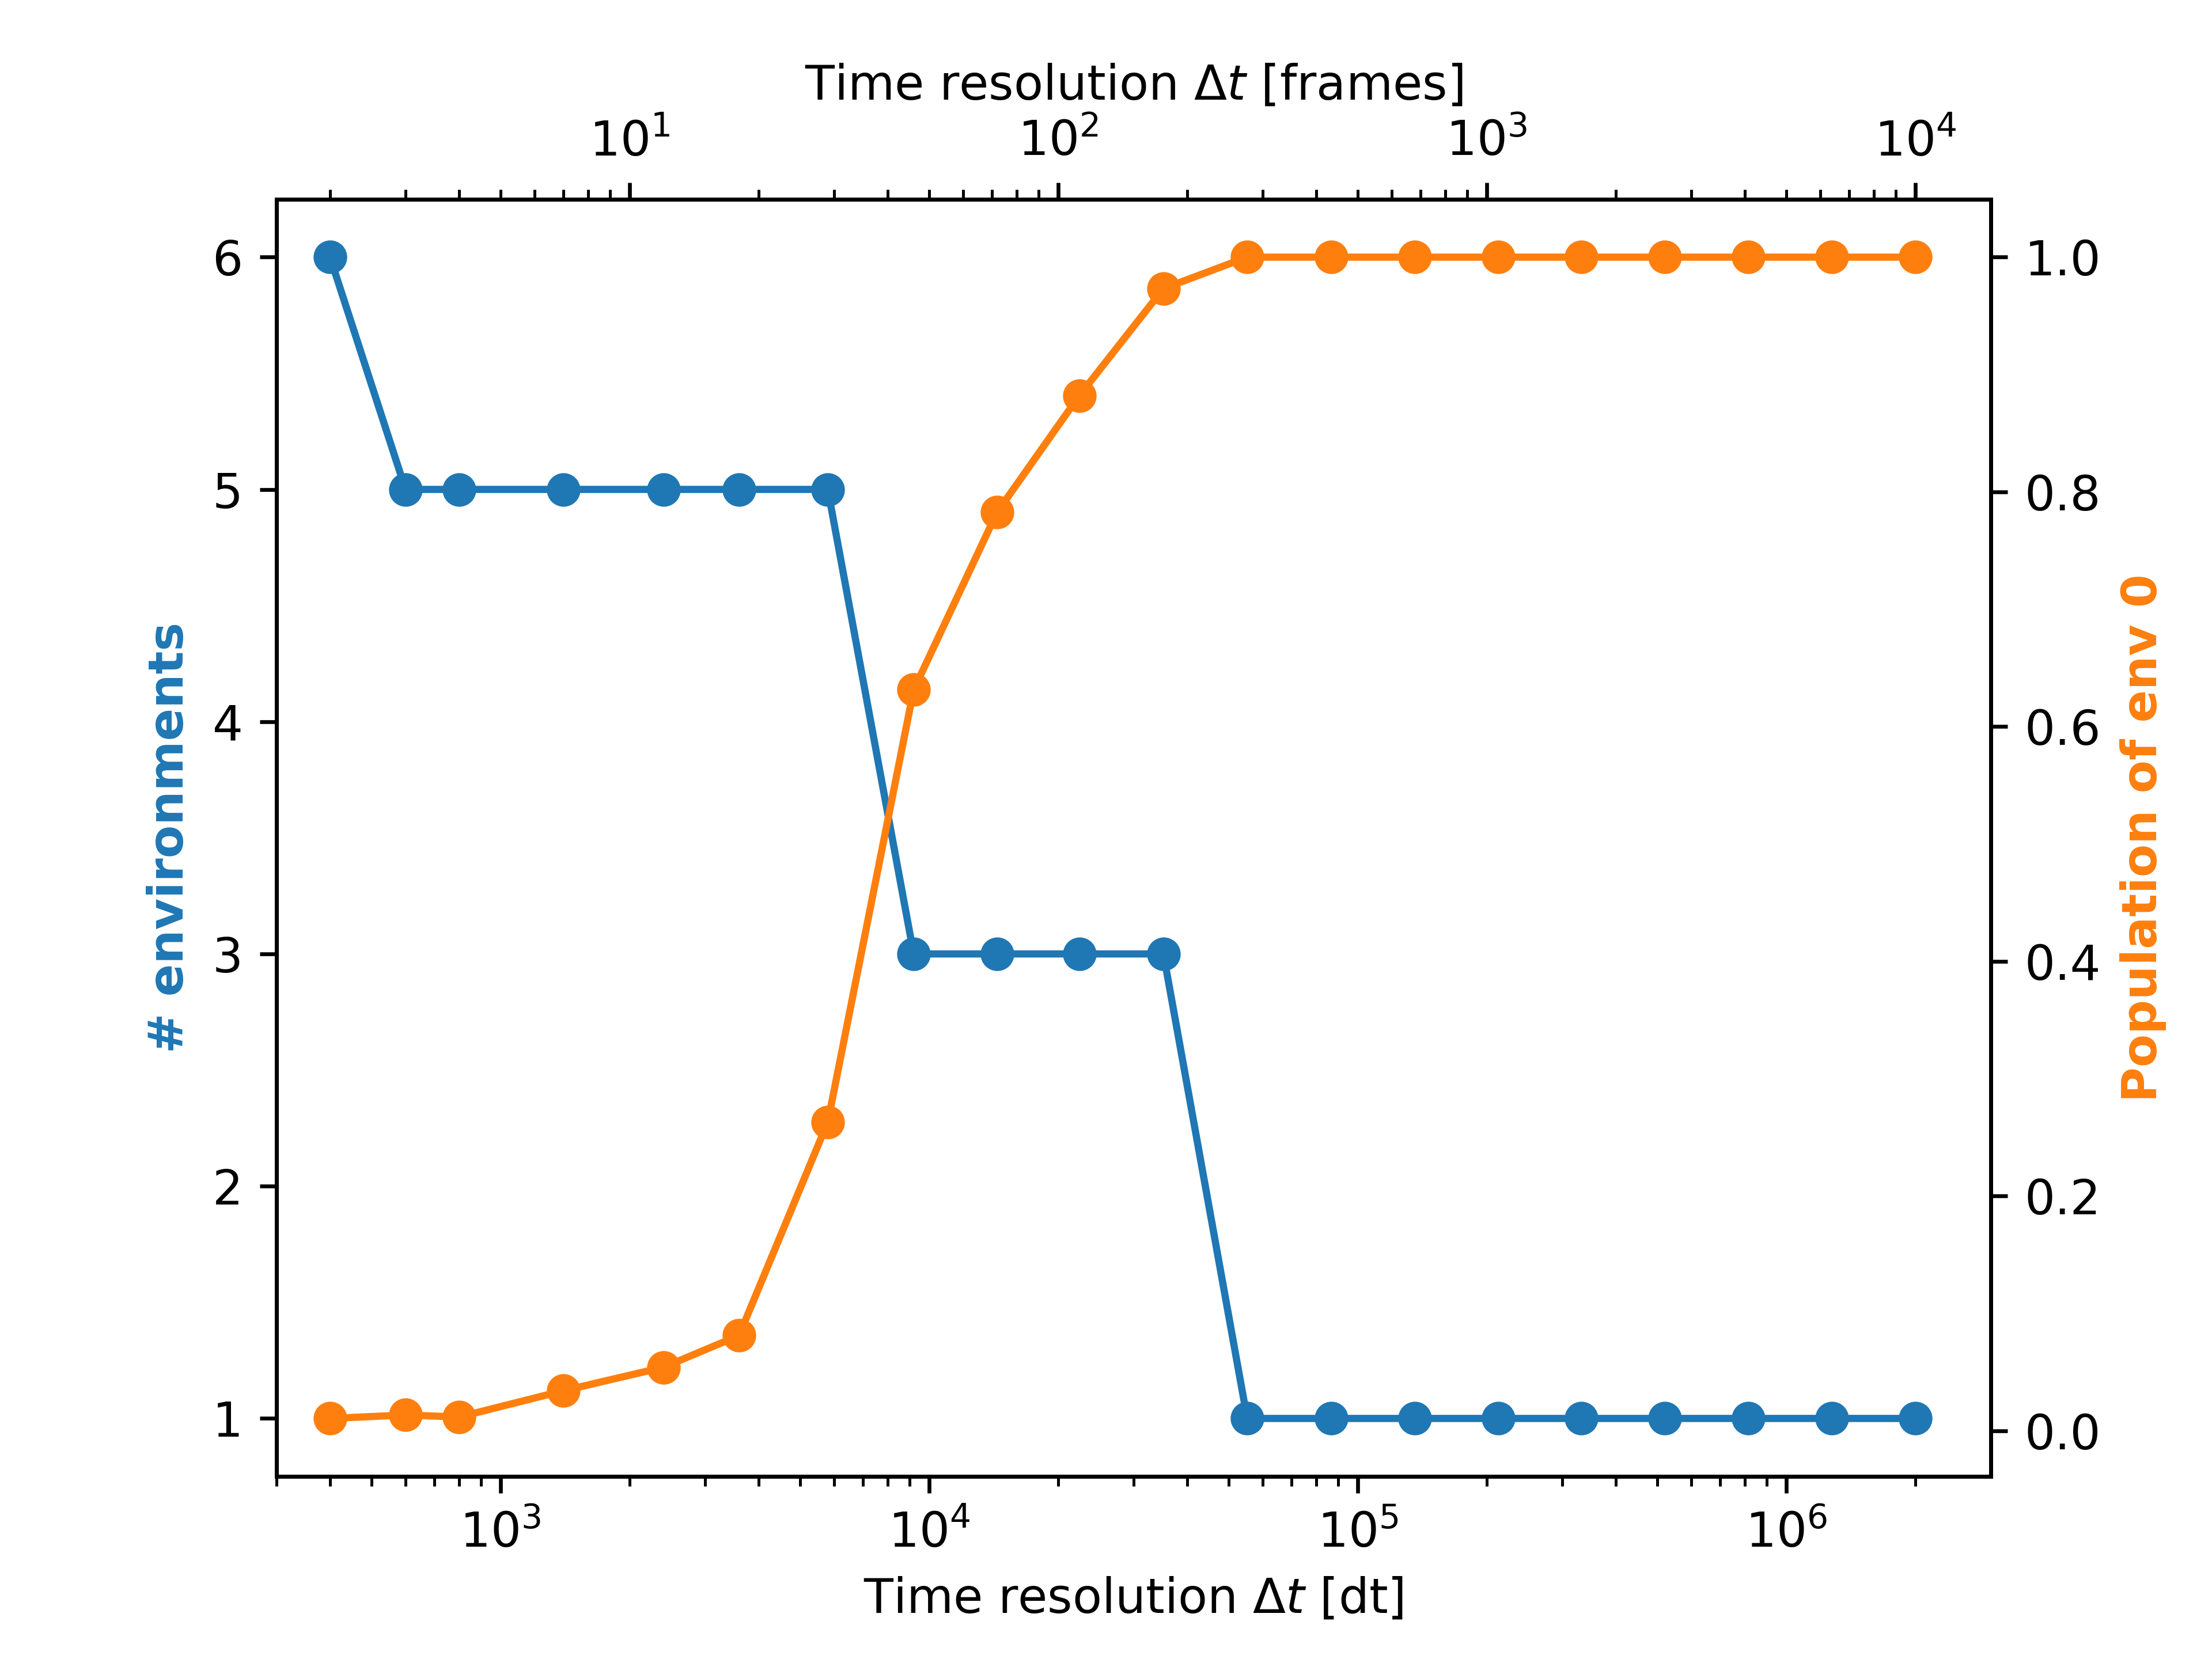 Time resolution Δt [frames]
10¹ 10² 10³ 10⁴
6
5
4
3
2
1
# environments
1.0
0.8
0.6
0.4
0.2
0.0
Population of env 0
10³ 10⁴ 10⁵ 10⁶
Time resolution Δt [dt]